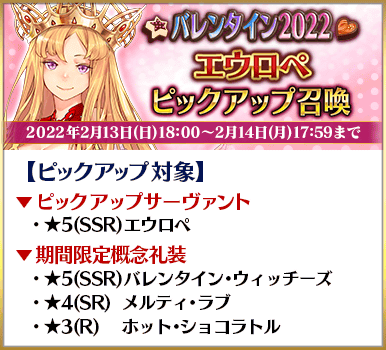 バレンタイン2022
エウロペ
ピックアップ召喚
2022年2月13日(日)18:00~2月14日(月)17:59まで
【ピックアップ対象】
▼ピックアップサーヴァント
・★5(SSR)エウロペ
▼期間限定概念礼装
・★5(SSR)バレンタイン・ウィッチーズ
・★4(SR) メルティ・ラブ
・★3(R) ホット・ショコラトル